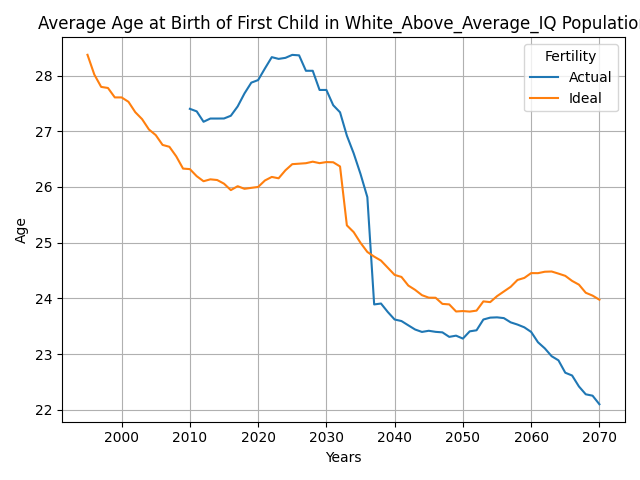 Average Age at Birth of First Child in White_Above_Average_IQ Population
Fertility
Actual
Ideal
28
27
26
25
24
23
22
Age
2000
2010
2020
2030
2040
2050
2060
2070
Years